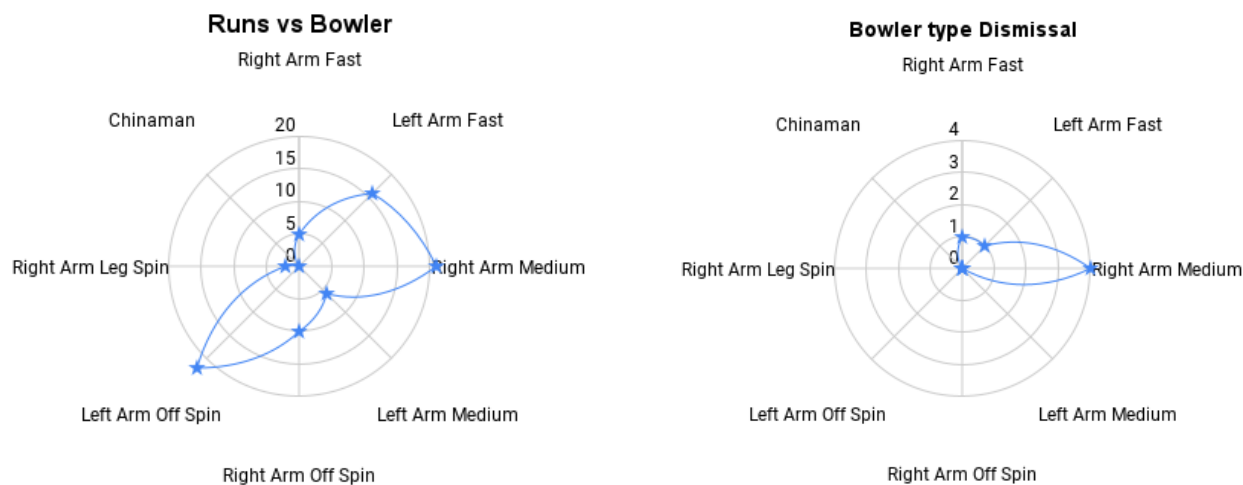 Runs vs Bowler
Right Arm Fast
Chinaman
Left Arm Fast
20
15
10
5
0
Right Arm Leg Spin
Right Arm Medium
Left Arm Off Spin
Left Arm Medium
Right Arm Off Spin
Bowler type Dismissal
Right Arm Fast
Chinaman
Left Arm Fast
4
3
2
1
0
Right Arm Leg Spin
Right Arm Medium
Left Arm Off Spin
Left Arm Medium
Right Arm Off Spin